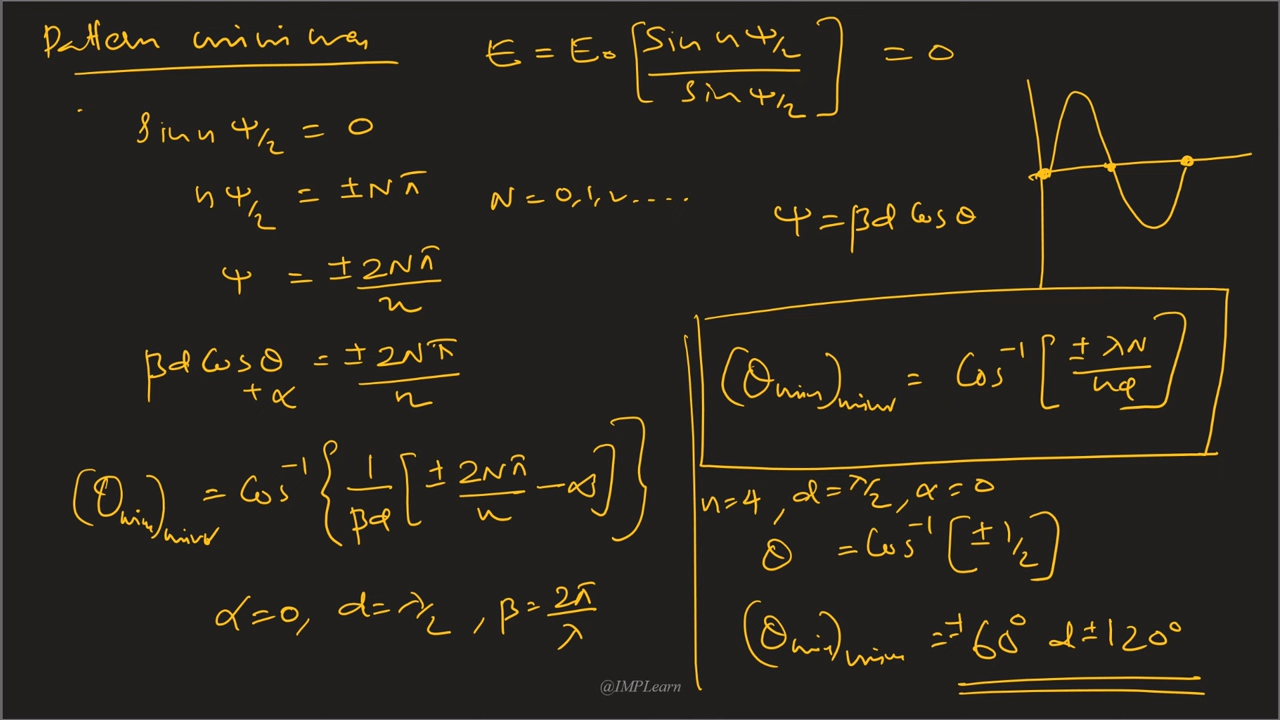 Pattern minima
E = E₀ [sin nψ/2 / sin ψ/2] = 0
sin nψ/2 = 0
nψ/2 = ±Nπ N = 0,1,2....
ψ = βd cosθ
ψ = ±2Nπ/n
βd cosθ + α = ±2Nπ/n
(θmin)minor = cos⁻¹ {1/βd [±2Nπ/n − α]}
α=0, d=λ/2, β=2π/λ
(θmin)minor = cos⁻¹ [±λN/nd]
n=4, d=λ/2, α=0
θ = cos⁻¹ [±1/2]
(θmin)minor = ±60° & ±120°
@IMPLearn